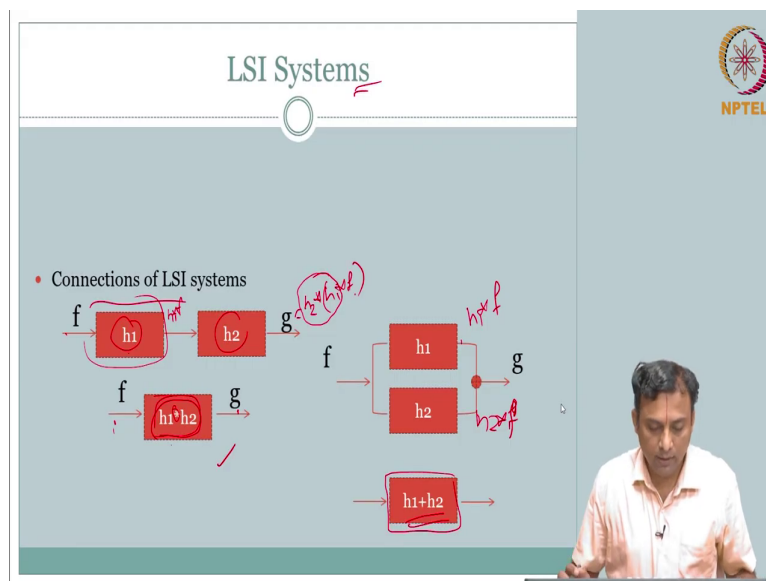 LSI Systems
NPTEL
• Connections of LSI systems
f
h1
h1*f
h2
g
= h2*(h1*f)
f
h1*h2
g
f
h1
h1*f
h2
h2*f
g
h1+h2